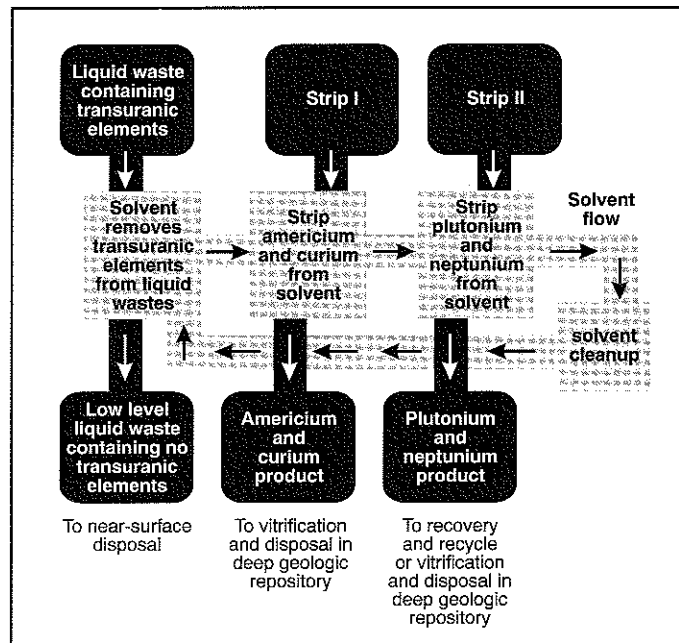 Liquid waste
containing
transuranic
elements
Strip I
Strip II
Solvent
removes
transuranic
elements
from liquid
wastes
Strip
americium
and curium
from
solvent
Strip
plutonium
and
neptunium
from
solvent
Solvent
flow
solvent
cleanup
Low level
liquid waste
containing no
transuranic
elements
Americium
and
curium
product
Plutonium
and
neptunium
product
To near-surface
disposal
To vitrification
and disposal in
deep geologic
repository
To recovery
and recycle
or vitrification
and disposal in
deep geologic
repository